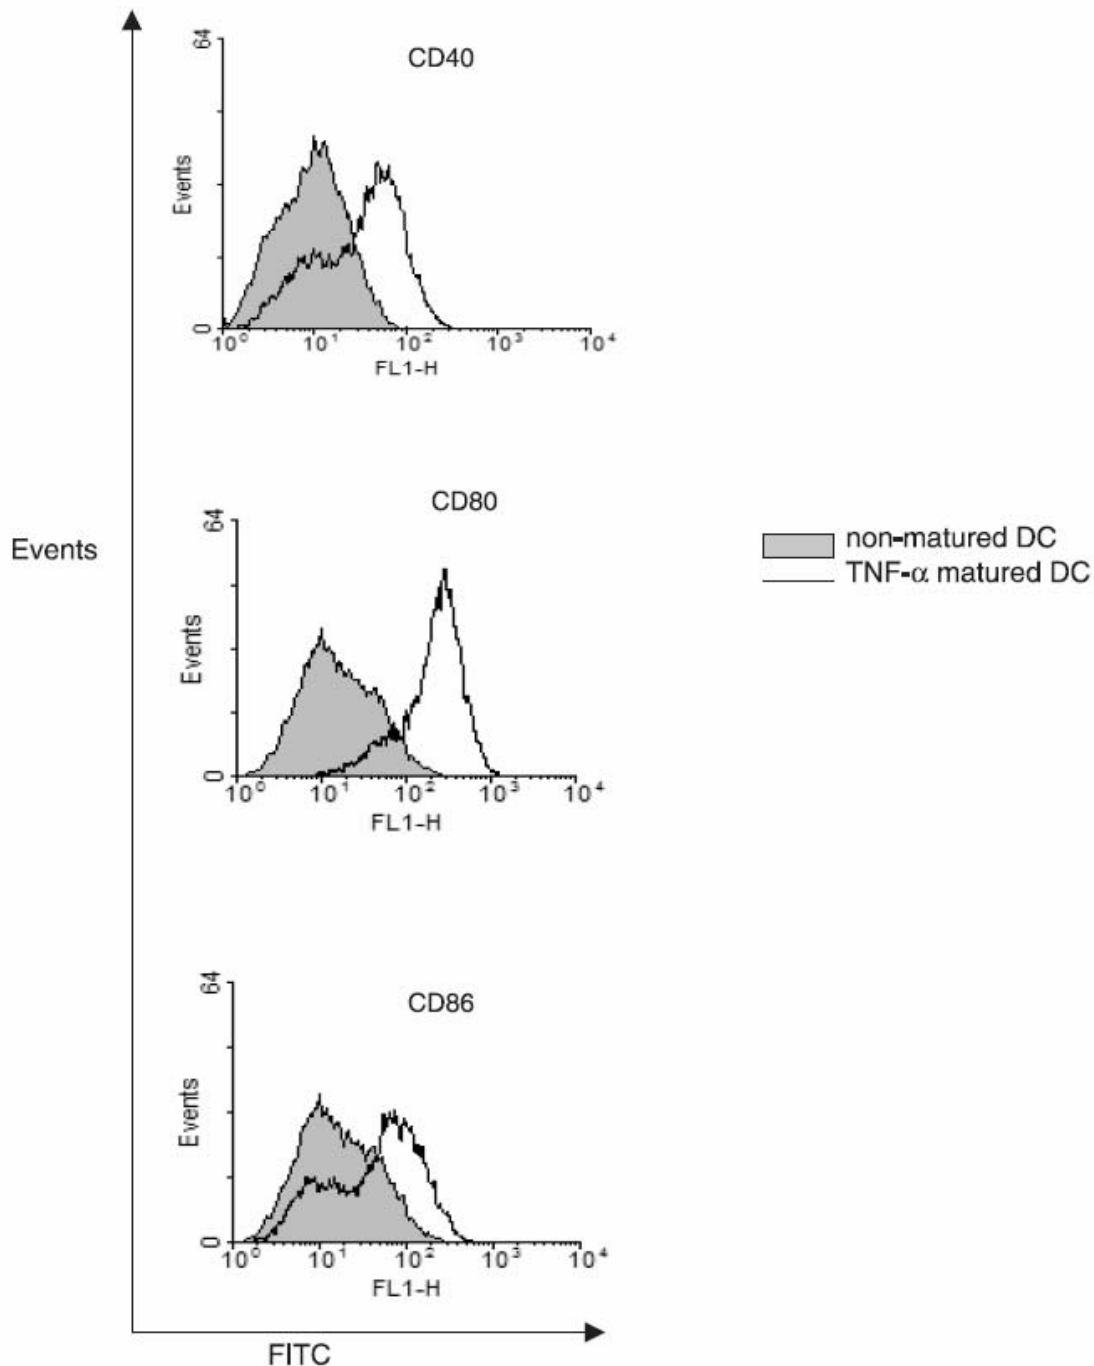 64
CD40
Events
0
10⁰ 10¹ 10² 10³ 10⁴
FL1-H
CD80
64
Events
Events
non-matured DC
TNF-α matured DC
0
10⁰ 10¹ 10² 10³ 10⁴
FL1-H
64
CD86
Events
0
10⁰ 10¹ 10² 10³ 10⁴
FL1-H
FITC